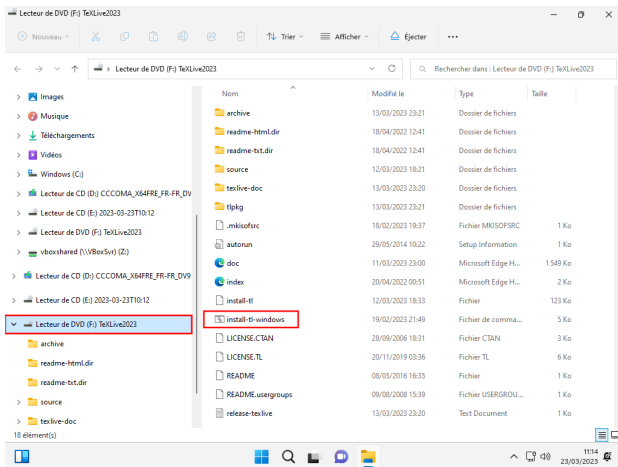 Lecteur de DVD (F:) TeXLive2023
Nouveau
Trier
Afficher
Éjecter
Lecteur de DVD (F:) TeXLive2023
Rechercher dans : Lecteur de DVD (F:) TeXLive2023
Images
Musique
Téléchargements
Vidéos
Windows (C:)
Lecteur de CD (D:) CCCOMA_X64FRE_FR-FR_DV
Lecteur de CD (E:) 2023-03-23T10:12
Lecteur de DVD (F:) TeXLive2023
vboxshared (\\VBoxSvr) (Z:)
Lecteur de CD (D:) CCCOMA_X64FRE_FR-FR_DV9
Lecteur de CD (E:) 2023-03-23T10:12
Lecteur de DVD (F:) TeXLive2023
archive
readme-html.dir
readme-txt.dir
source
texlive-doc
Nom Modifié le Type Taille
archive 13/03/2023 23:21 Dossier de fichiers
readme-html.dir 18/04/2022 12:41 Dossier de fichiers
readme-txt.dir 18/04/2022 12:41 Dossier de fichiers
source 12/03/2023 18:21 Dossier de fichiers
texlive-doc 13/03/2023 23:20 Dossier de fichiers
tlpkg 13/03/2023 23:21 Dossier de fichiers
.mkisofsrc 18/02/2023 19:37 Fichier MKISOFSRC 1 Ko
autorun 29/05/2014 10:22 Setup Information 1 Ko
doc 11/03/2023 23:00 Microsoft Edge H... 1 549 Ko
index 20/04/2022 00:51 Microsoft Edge H... 2 Ko
install-tl 12/03/2023 18:33 Fichier 123 Ko
install-tl-windows 19/02/2023 21:49 Fichier de comma... 5 Ko
LICENSE.CTAN 28/09/2006 18:31 Fichier CTAN 3 Ko
LICENSE.TL 20/11/2019 03:36 Fichier TL 6 Ko
README 08/05/2016 16:35 Fichier 1 Ko
README.usergroups 09/08/2008 15:39 Fichier USERGROU... 1 Ko
release-texlive 13/03/2023 23:20 Text Document 1 Ko
18 élément(s)
11:14
23/03/2023